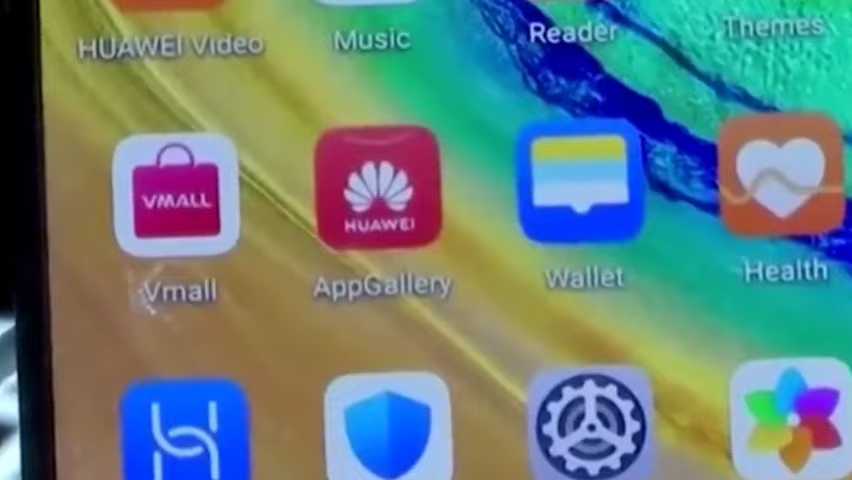 HUAWEI Video
Music
Reader
Themes
VMALL
HUAWEI
Vmall
AppGallery
Wallet
Health